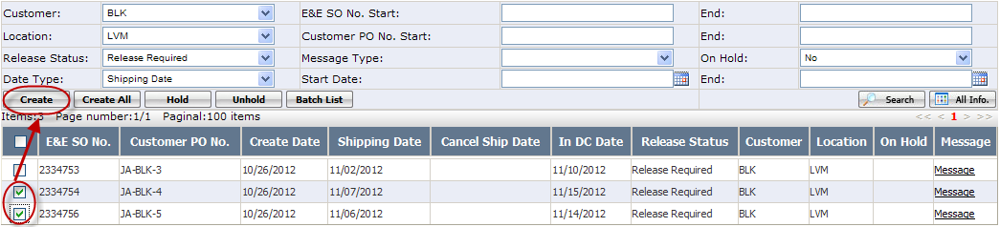 Customer: BLK E&E SO No. Start: End:
Location: LVM Customer PO No. Start: End:
Release Status: Release Required Message Type: On Hold: No
Date Type: Shipping Date Start Date: End:
Create Create All Hold Unhold Batch List Search All Info.
Items:3 Page number:1/1 Paginal:100 items << < 1 > >>
E&E SO No. Customer PO No. Create Date Shipping Date Cancel Ship Date In DC Date Release Status Customer Location On Hold Message
2334753 JA-BLK-3 10/26/2012 11/02/2012 11/10/2012 Release Required BLK LVM Message
2334754 JA-BLK-4 10/26/2012 11/07/2012 11/15/2012 Release Required BLK LVM Message
2334756 JA-BLK-5 10/26/2012 11/06/2012 11/14/2012 Release Required BLK LVM Message